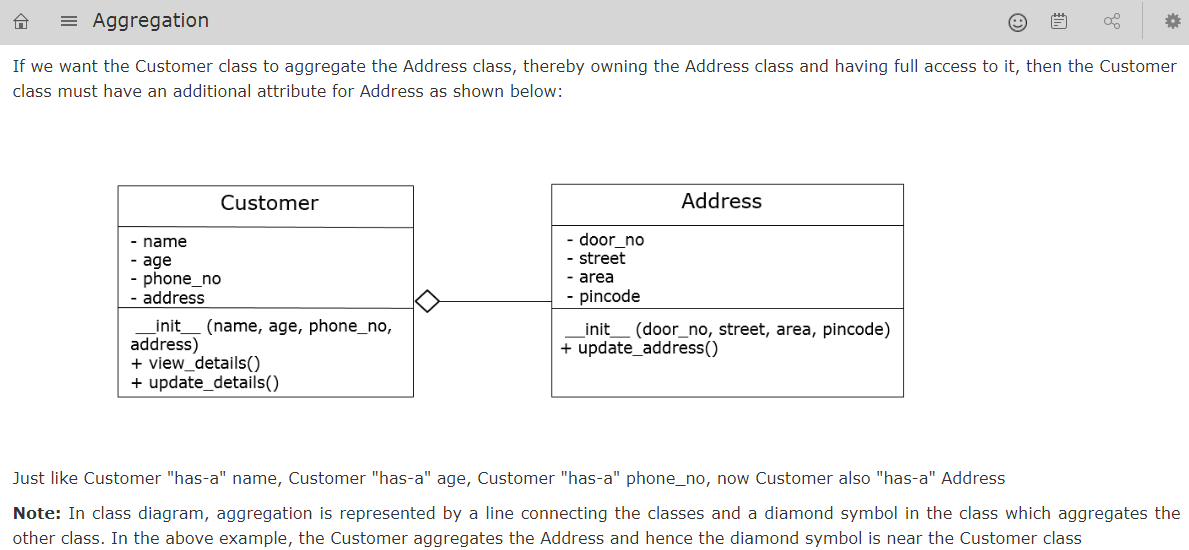 Aggregation
If we want the Customer class to aggregate the Address class, thereby owning the Address class and having full access to it, then the Customer
class must have an additional attribute for Address as shown below:
Customer
- name
- age
- phone_no
- address
__init__ (name, age, phone_no,
address)
+ view_details()
+ update_details()
Address
- door_no
- street
- area
- pincode
__init__ (door_no, street, area, pincode)
+ update_address()
Just like Customer "has-a" name, Customer "has-a" age, Customer "has-a" phone_no, now Customer also "has-a" Address
Note: In class diagram, aggregation is represented by a line connecting the classes and a diamond symbol in the class which aggregates the
other class. In the above example, the Customer aggregates the Address and hence the diamond symbol is near the Customer class